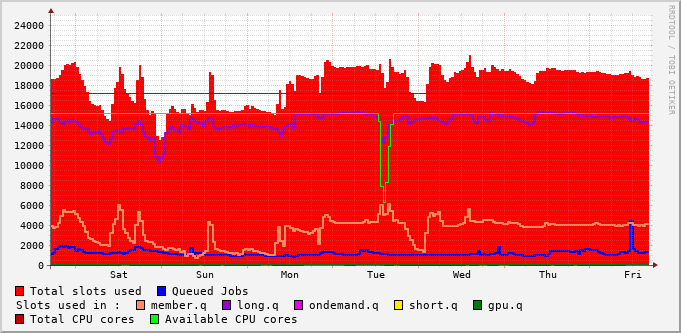 RRDTOOL / TOBI OETIKER
24000
22000
20000
18000
16000
14000
12000
10000
8000
6000
4000
2000
0
Sat Sun Mon Tue Wed Thu Fri
Total slots used Queued Jobs
Slots used in : member.q long.q ondemand.q short.q gpu.q
Total CPU cores Available CPU cores